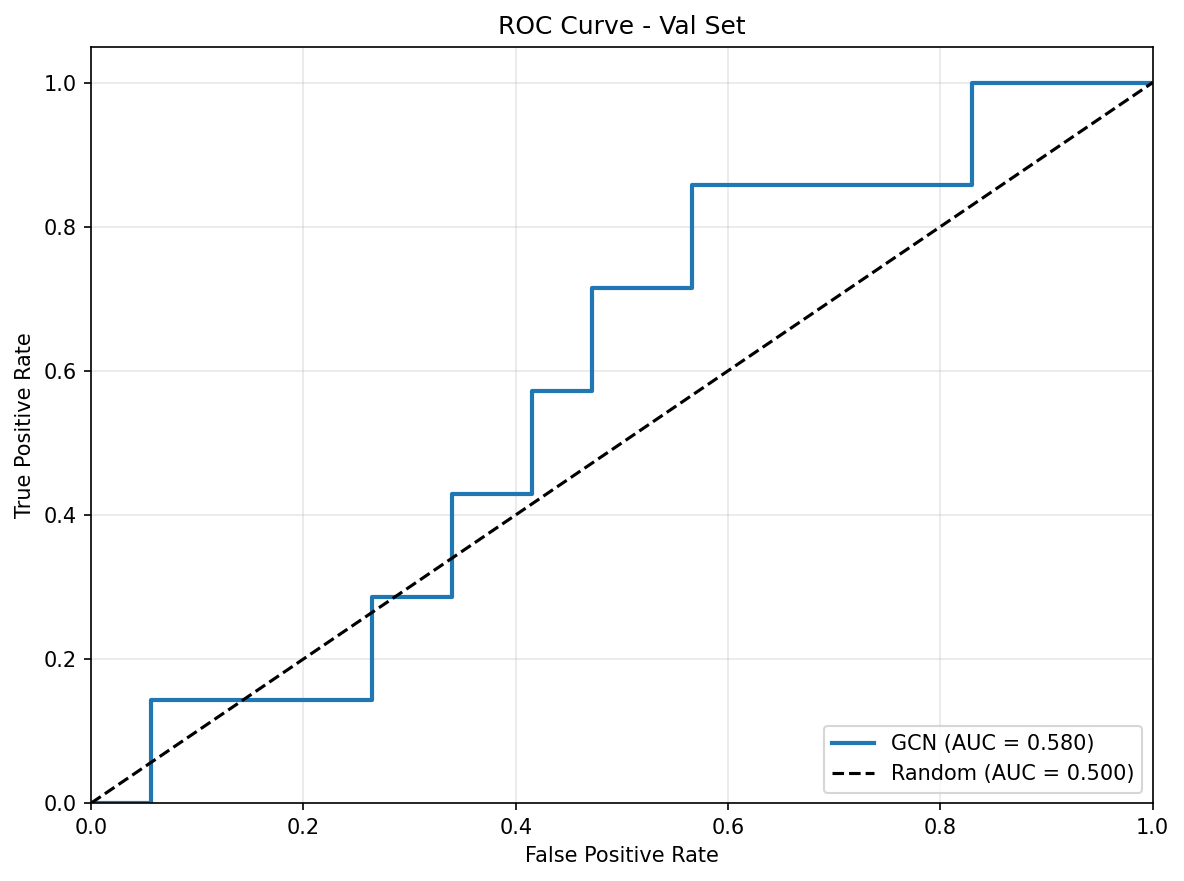 ROC Curve - Val Set
True Positive Rate
1.0
0.8
0.6
0.4
0.2
0.0
0.0 0.2 0.4 0.6 0.8 1.0
False Positive Rate
GCN (AUC = 0.580)
Random (AUC = 0.500)